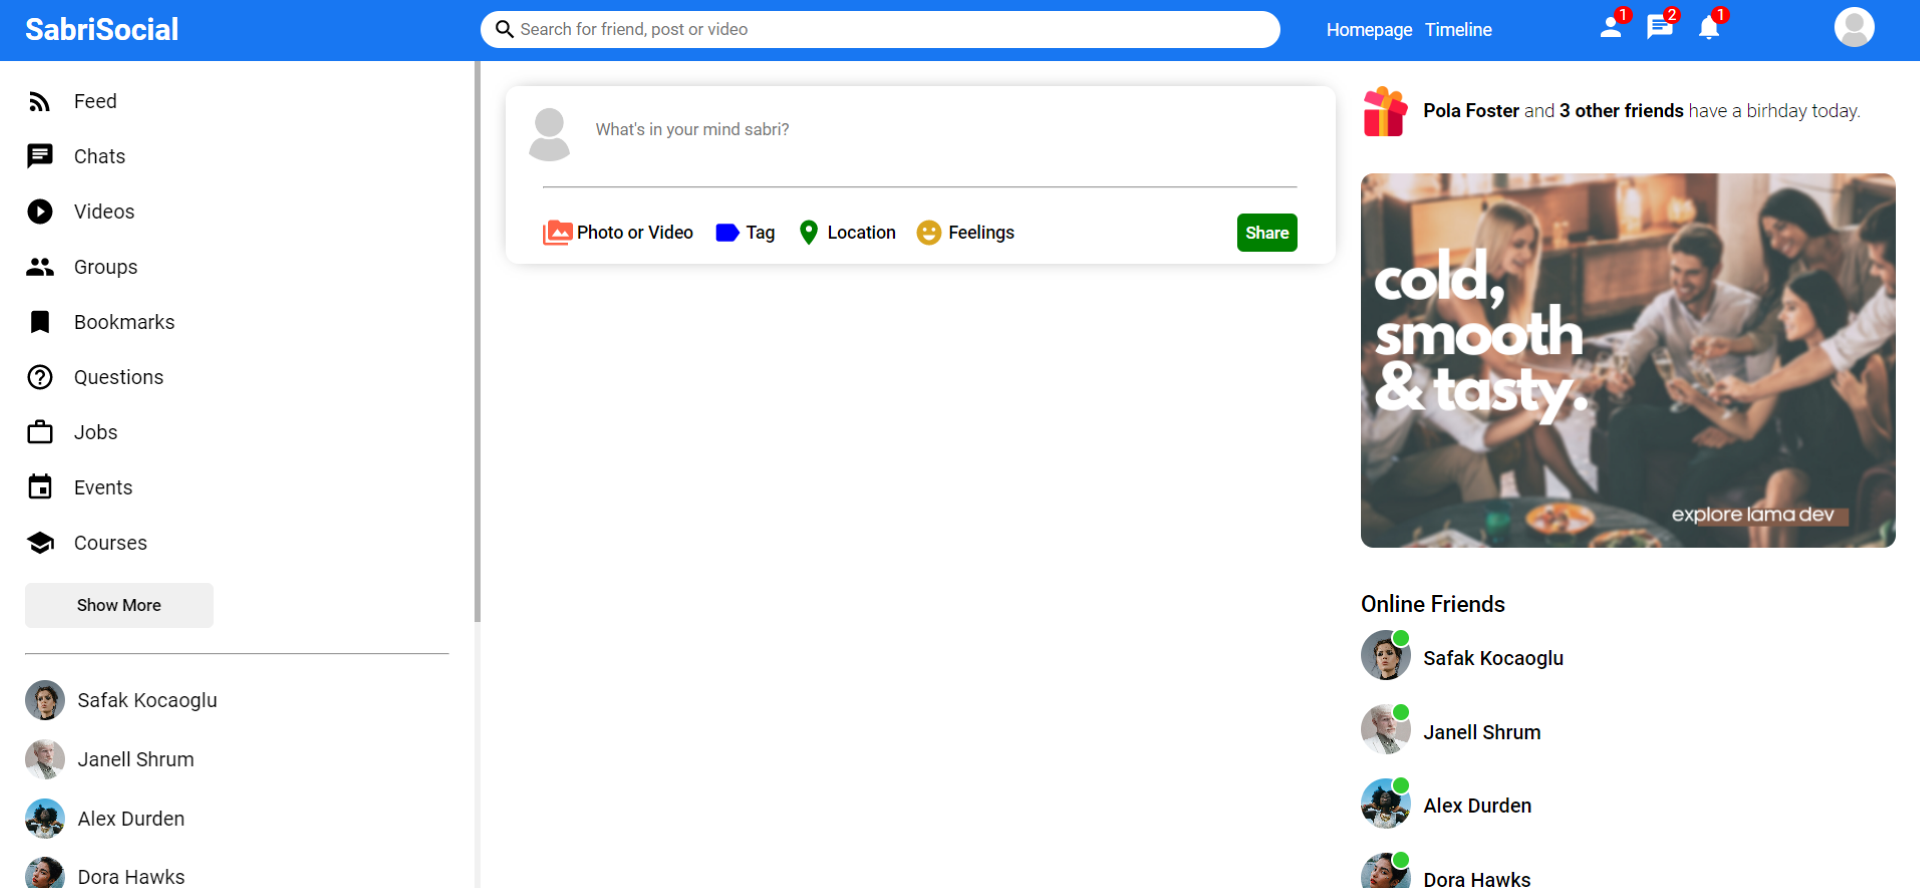 SabriSocial
Search for friend, post or video
Homepage Timeline
1
2
1
Feed
Chats
Videos
Groups
Bookmarks
Questions
Jobs
Events
Courses
Show More
Safak Kocaoglu
Janell Shrum
Alex Durden
Dora Hawks
What's in your mind sabri?
Photo or Video Tag Location Feelings Share
Pola Foster and 3 other friends have a birhday today.
cold,
smooth
& tasty.
explore lama dev
Online Friends
Safak Kocaoglu
Janell Shrum
Alex Durden
Dora Hawks